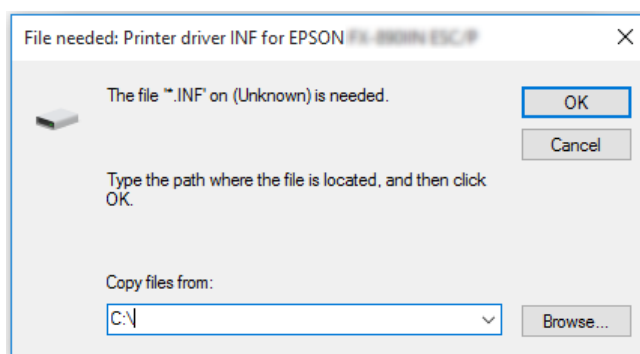 File needed: Printer driver INF for EPSON
The file '*.INF' on (Unknown) is needed.
OK
Cancel
Type the path where the file is located, and then click
OK.
Copy files from:
C:\
Browse...